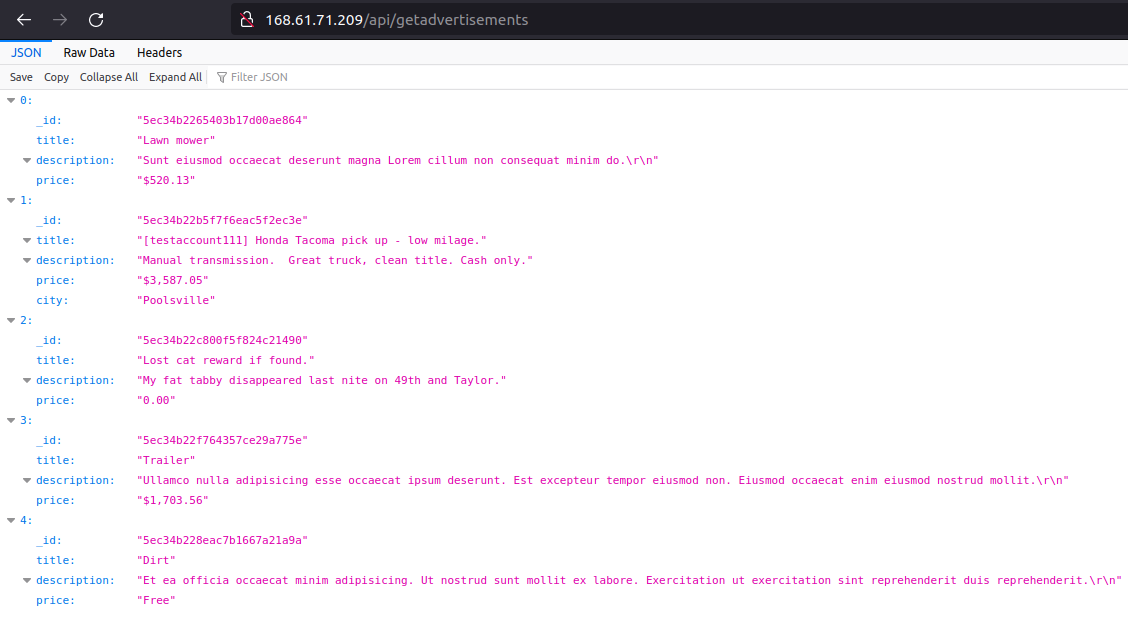 168.61.71.209/api/getadvertisements
JSON Raw Data Headers
Save Copy Collapse All Expand All Filter JSON
0:
_id: "5ec34b2265403b17d00ae864"
title: "Lawn mower"
description: "Sunt eiusmod occaecat deserunt magna Lorem cillum non consequat minim do.\r\n"
price: "$520.13"
1:
_id: "5ec34b22b5f7f6eac5f2ec3e"
title: "[testaccount111] Honda Tacoma pick up - low milage."
description: "Manual transmission.  Great truck, clean title. Cash only."
price: "$3,587.05"
city: "Poolsville"
2:
_id: "5ec34b22c800f5f824c21490"
title: "Lost cat reward if found."
description: "My fat tabby disappeared last nite on 49th and Taylor."
price: "0.00"
3:
_id: "5ec34b22f764357ce29a775e"
title: "Trailer"
description: "Ullamco nulla adipisicing esse occaecat ipsum deserunt. Est excepteur tempor eiusmod non. Eiusmod occaecat enim eiusmod nostrud mollit.\r\n"
price: "$1,703.56"
4:
_id: "5ec34b228eac7b1667a21a9a"
title: "Dirt"
description: "Et ea officia occaecat minim adipisicing. Ut nostrud sunt mollit ex labore. Exercitation ut exercitation sint reprehenderit duis reprehenderit.\r\n"
price: "Free"